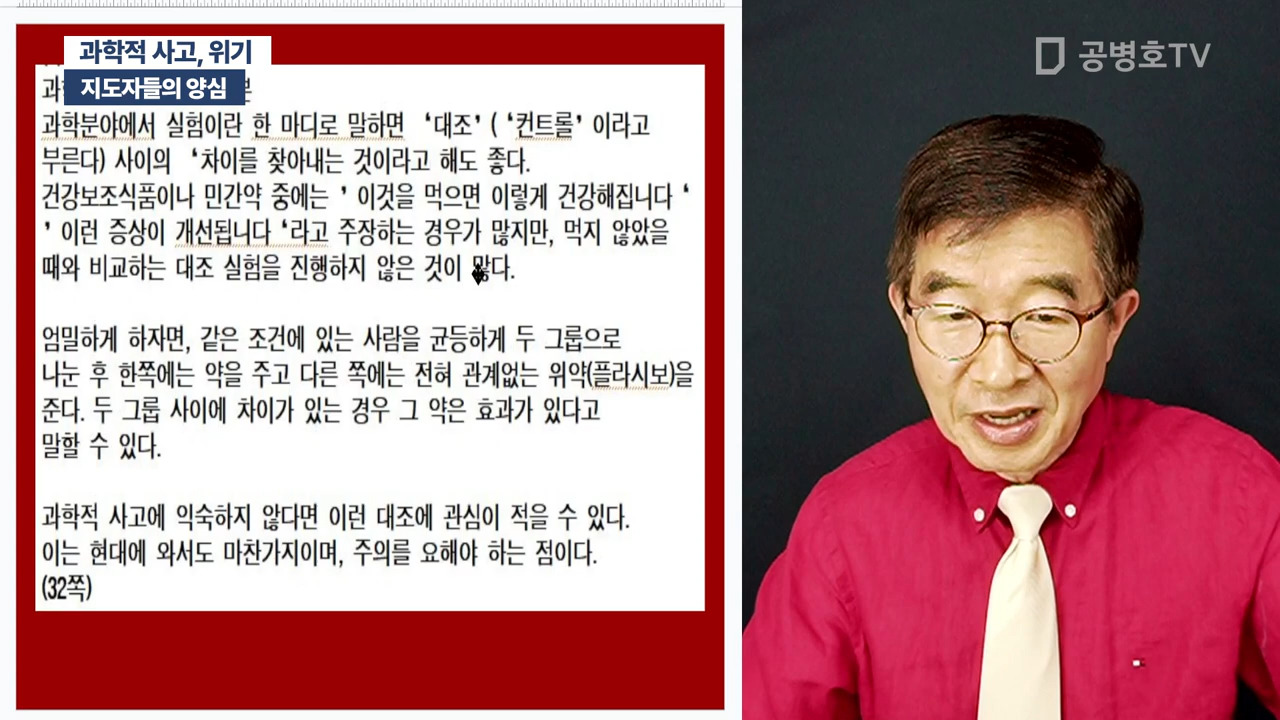 과학적 사고, 위기
지도자들의 양심
공병호TV
과학분야에서 실험이란 한 마디로 말하면 ‘대조’ ( ‘컨트롤’ 이라고
부른다) 사이의 ‘차이를 찾아내는 것이라고 해도 좋다.
건강보조식품이나 민간약 중에는 ’ 이것을 먹으면 이렇게 건강해집니다 ‘
’ 이런 증상이 개선됩니다 ‘라고 주장하는 경우가 많지만, 먹지 않았을
때와 비교하는 대조 실험을 진행하지 않은 것이 많다.
엄밀하게 하자면, 같은 조건에 있는 사람을 균등하게 두 그룹으로
나눈 후 한쪽에는 약을 주고 다른 쪽에는 전혀 관계없는 위약(플라시보)을
준다. 두 그룹 사이에 차이가 있는 경우 그 약은 효과가 있다고
말할 수 있다.
과학적 사고에 익숙하지 않다면 이런 대조에 관심이 적을 수 있다.
이는 현대에 와서도 마찬가지이며, 주의를 요해야 하는 점이다.
(32쪽)